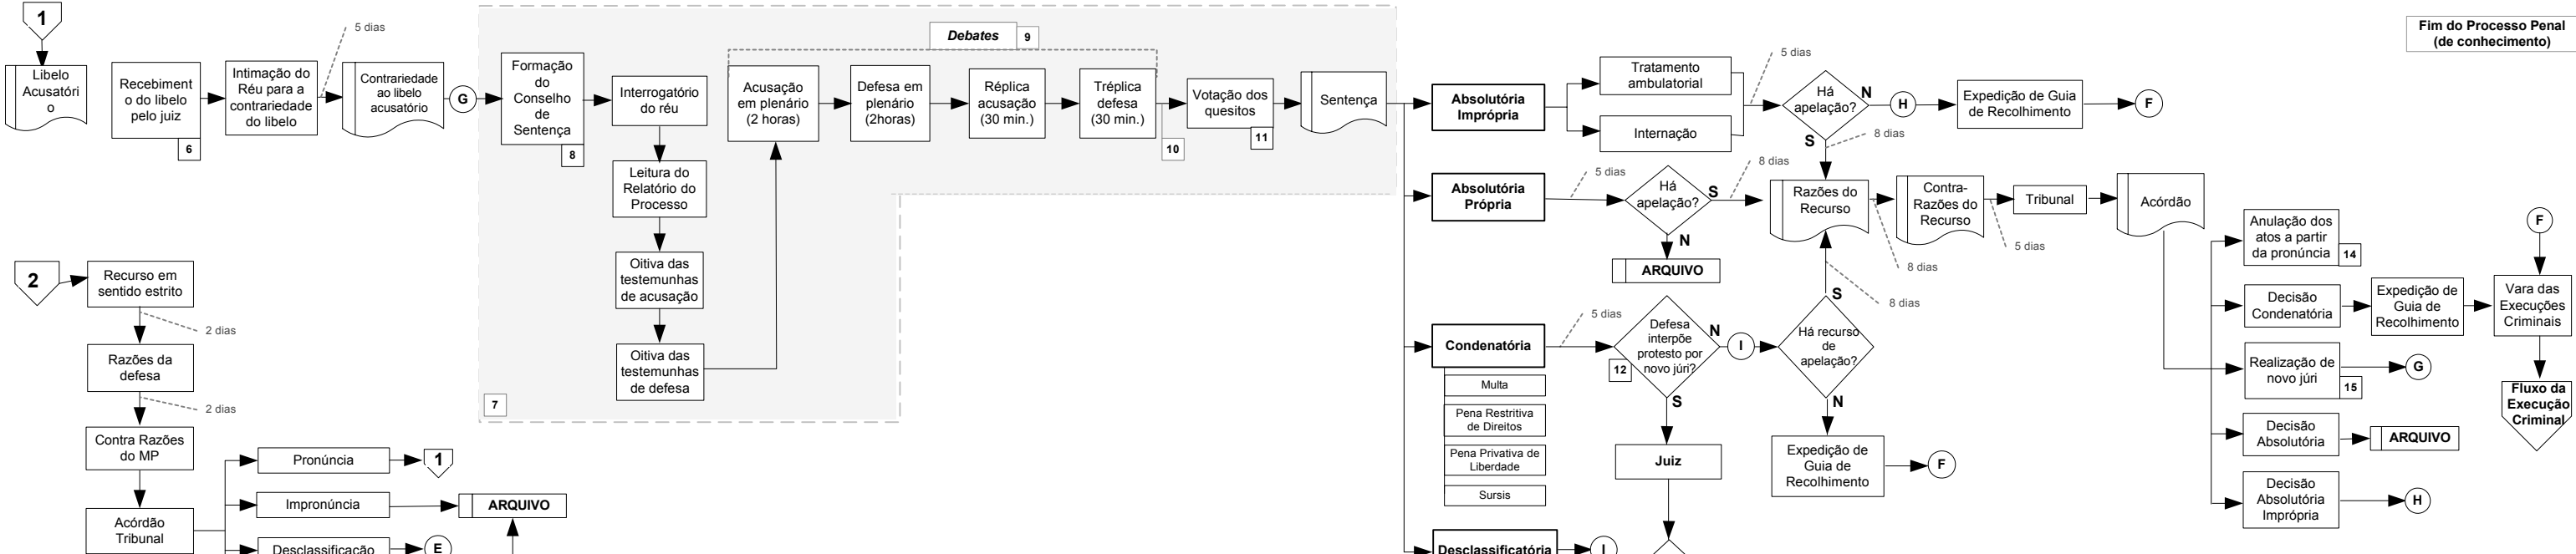 1
Libelo
Acusatóri
o
Recebiment
o do libelo
pelo juiz
6
Intimação do
Réu para a
contrariedade
do libelo
5 dias
Contrariedade
ao libelo
acusatório
G
Formação
do
Conselho
de
Sentença
8
Interrogatório
do réu
Leitura do
Relatório do
Processo
Oitiva das
testemunhas
de acusação
Oitiva das
testemunhas
de defesa
7
Debates
9
Acusação
em plenário
(2 horas)
Defesa em
plenário
(2horas)
Réplica
acusação
(30 min.)
Tréplica
defesa
(30 min.)
10
Votação dos
quesitos
11
Sentença
Absolutória
Imprópria
Tratamento
ambulatorial
Internação
5 dias
Há
apelação?
N
H
Expedição de Guia
de Recolhimento
F
S
8 dias
Fim do Processo Penal
(de conhecimento)
Absolutória
Própria
5 dias
Há
apelação?
S
8 dias
N
ARQUIVO
Razões do
Recurso
8 dias
Contra-
Razões do
Recurso
5 dias
Tribunal
Acórdão
Condenatória
Multa
Pena Restritiva
de Direitos
Pena Privativa de
Liberdade
Sursis
5 dias
Defesa
interpõe
protesto por
novo júri?
12
N
I
Há recurso
de
apelação?
S
8 dias
N
Expedição de
Guia de
Recolhimento
F
S
Juiz
Desclassificatória
I
Anulação dos
atos a partir
da pronúncia
14
Decisão
Condenatória
Expedição de
Guia de
Recolhimento
Realização de
novo júri
15
G
Decisão
Absolutória
ARQUIVO
Decisão
Absolutória
Imprópria
H
F
Vara das
Execuções
Criminais
Fluxo da
Execução
Criminal
2
Recurso em
sentido estrito
2 dias
Razões da
defesa
2 dias
Contra Razões
do MP
Acórdão
Tribunal
Pronúncia
1
Impronúncia
ARQUIVO
Desclassificação
E